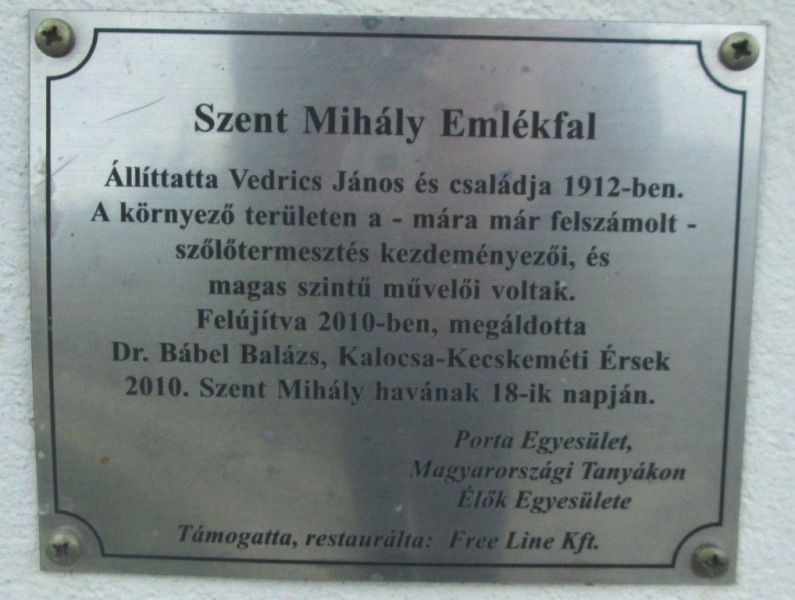 Szent Mihály Emlékfal
Állíttatta Vedrics János és családja 1912-ben.
A környező területen a - mára már felszámolt -
szőlőtermesztés kezdeményezői, és
magas szintű művelői voltak.
Felújítva 2010-ben, megáldotta
Dr. Bábel Balázs, Kalocsa-Kecskeméti Érsek
2010. Szent Mihály havának 18-ik napján.
Porta Egyesület,
Magyarországi Tanyákon
Élők Egyesülete
Támogatta, restaurálta: Free Line Kft.